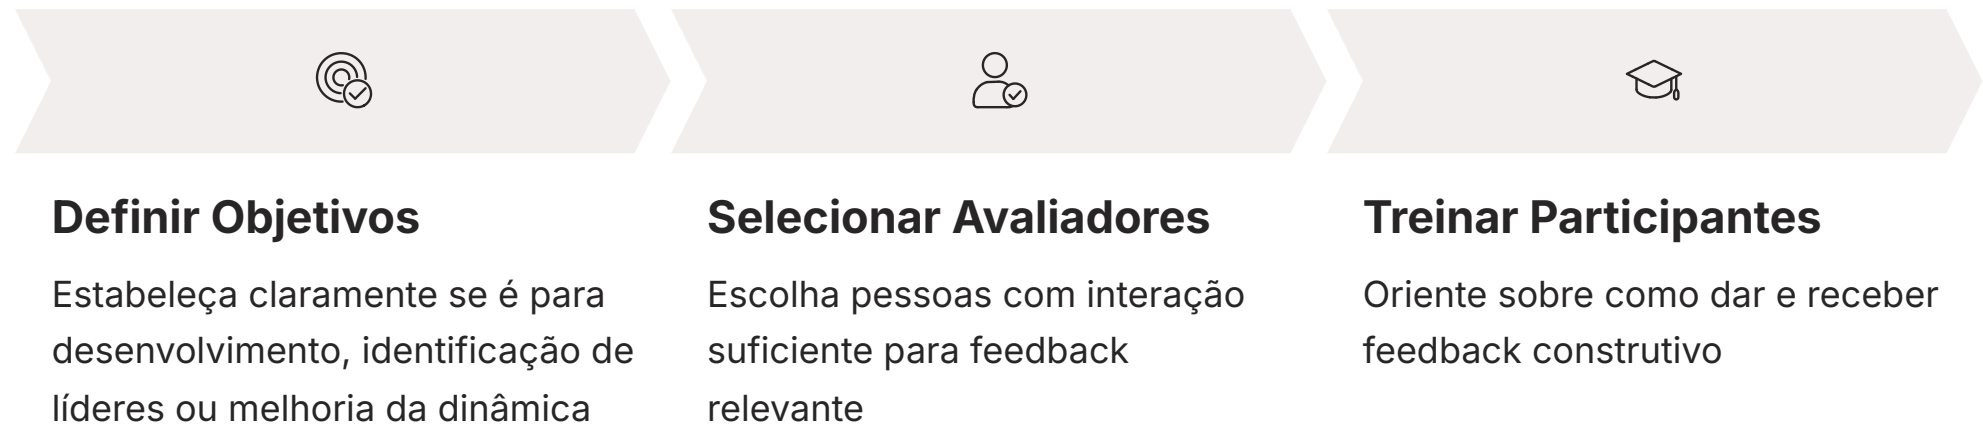 Definir Objetivos
Estabeleça claramente se é para
desenvolvimento, identificação de
líderes ou melhoria da dinâmica
Selecionar Avaliadores
Escolha pessoas com interação
suficiente para feedback
relevante
Treinar Participantes
Oriente sobre como dar e receber
feedback construtivo